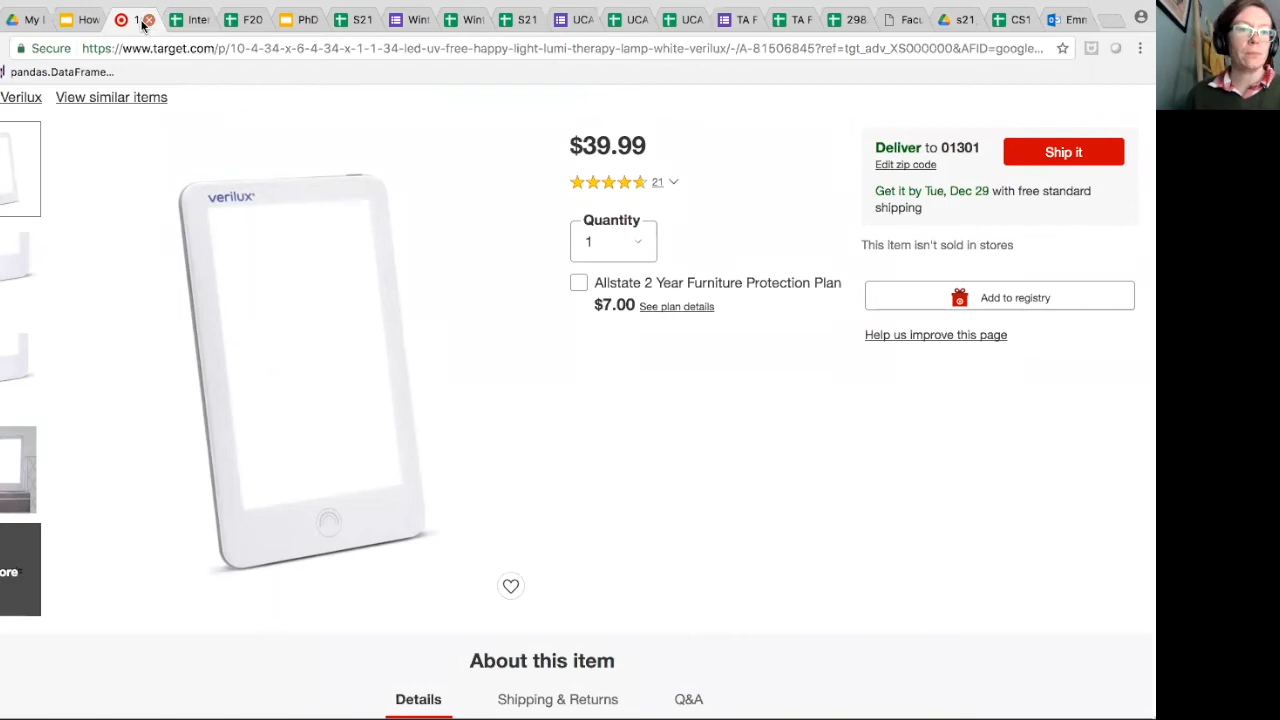 My
How
1
Inter
F20
PhD
S21
Wint
Wint
S21
UCA
UCA
UCA
TA F
TA F
298
Facu
s21
CS1
Emn
Secure
https://www.target.com/p/10-4-34-x-6-4-34-x-1-1-34-led-uv-free-happy-light-lumi-therapy-lamp-white-verilux/-/A-81506845?ref=tgt_adv_XS000000&AFID=google...
pandas.DataFrame...
Verilux View similar items
verilux
$39.99
21
Quantity
1
Allstate 2 Year Furniture Protection Plan
$7.00 See plan details
Deliver to 01301
Edit zip code
Ship it
Get it by Tue, Dec 29 with free standard
shipping
This item isn't sold in stores
Add to registry
Help us improve this page
ore
About this item
Details Shipping & Returns Q&A